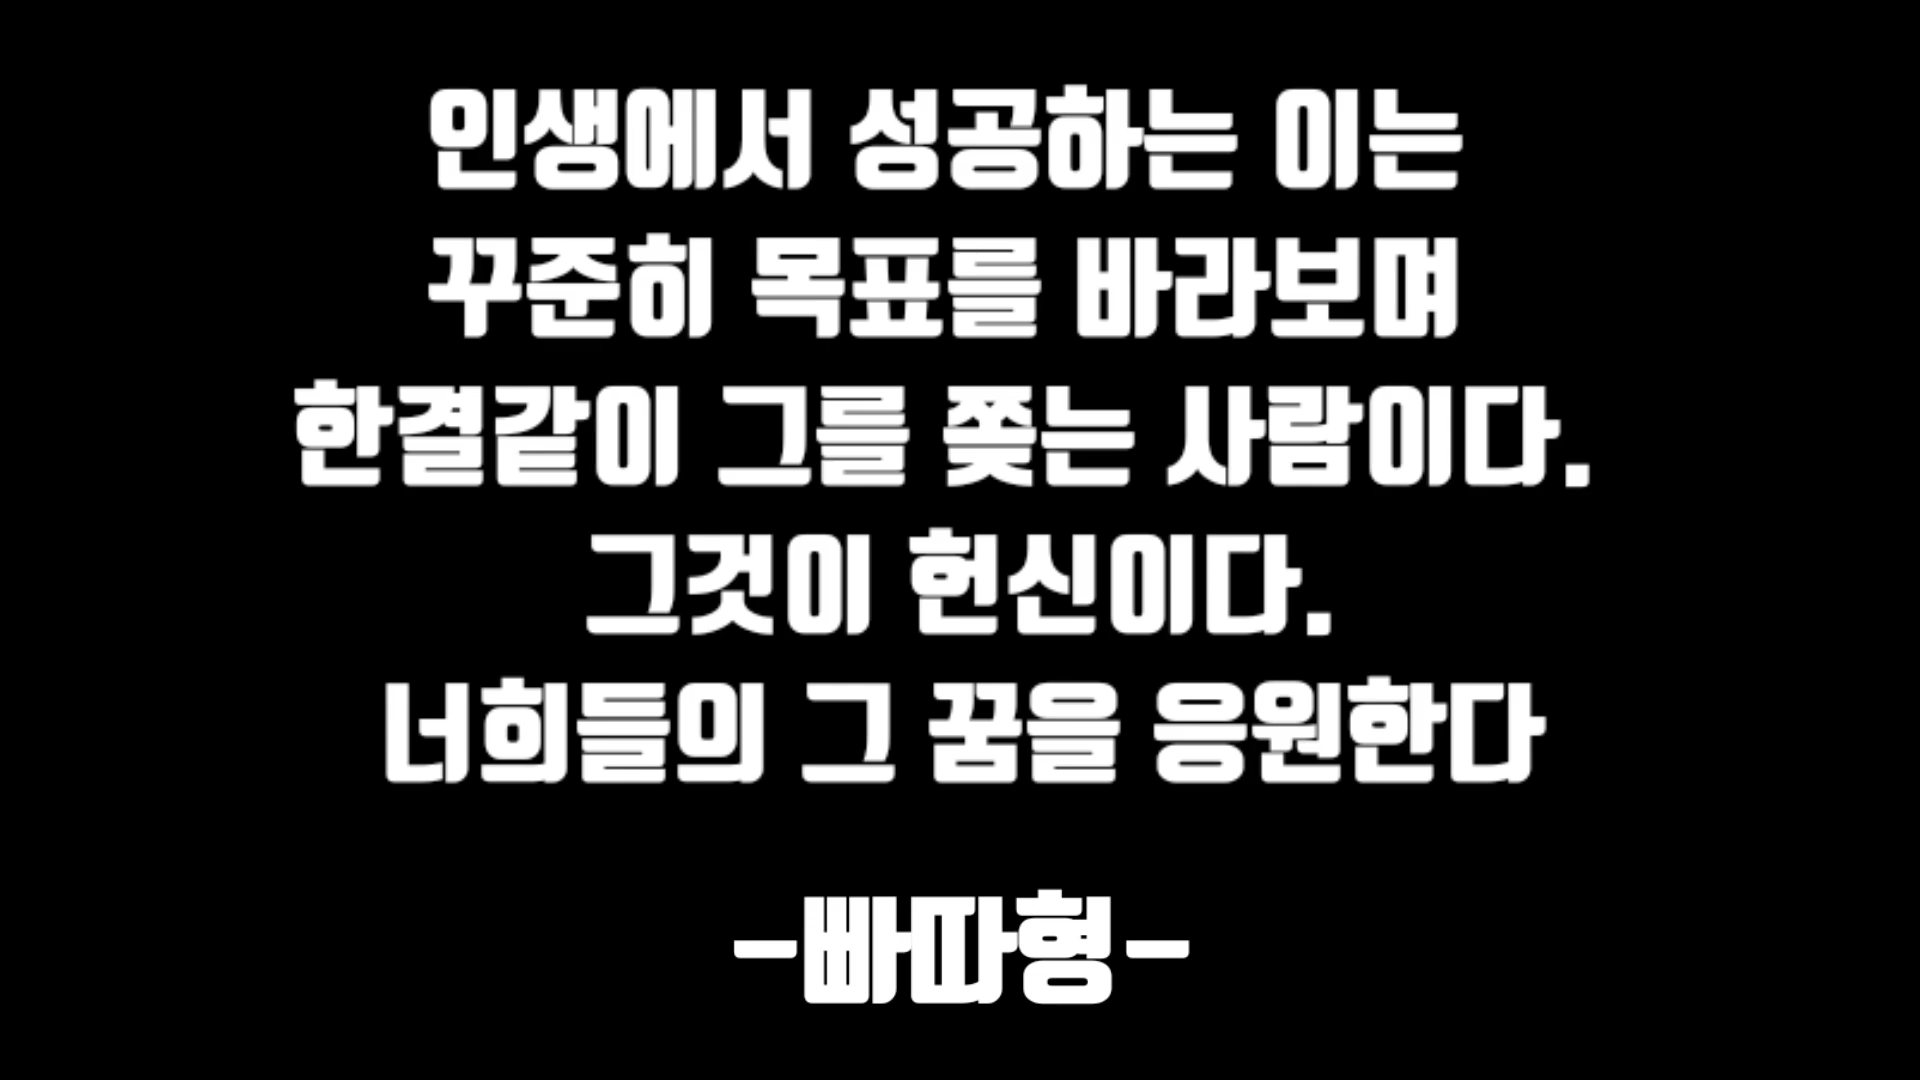 인생에서 성공하는 이는
꾸준히 목표를 바라보며
한결같이 그를 쫓는 사람이다.
그것이 헌신이다.
너희들의 그 꿈을 응원한다
-빠따형-